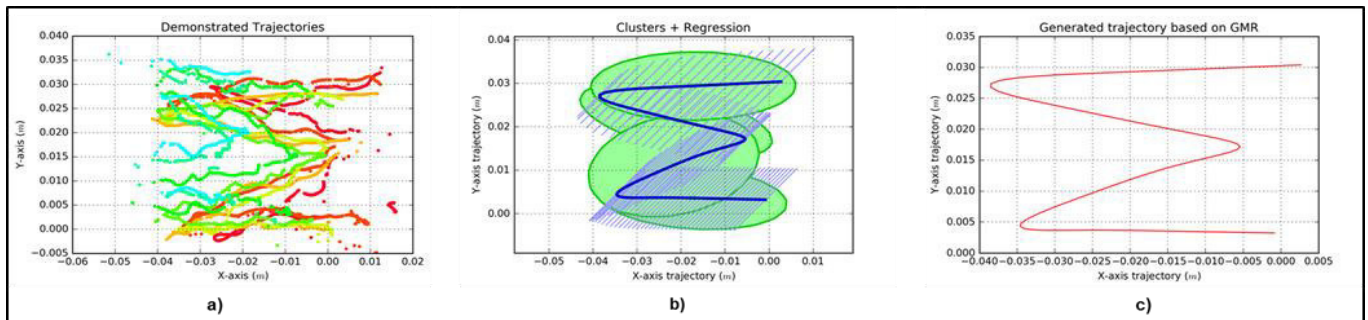 Demonstrated Trajectories
0.040
0.035
0.030
0.025
0.020
0.015
0.010
0.005
0.000
−0.005
Y-axis (m)
−0.06 −0.05 −0.04 −0.03 −0.02 −0.01 0.00 0.01 0.02
X-axis (m)
a)
Clusters + Regression
0.04
0.03
0.02
0.01
0.00
Y-axis trajectory (m)
−0.05 −0.04 −0.03 −0.02 −0.01 0.00 0.01
X-axis trajectory (m)
b)
Generated trajectory based on GMR
0.035
0.030
0.025
0.020
0.015
0.010
0.005
0.000
Y-axis trajectory (m)
−0.040 −0.035 −0.030 −0.025 −0.020 −0.015 −0.010 −0.005 0.000 0.005
X-axis trajectory (m)
c)